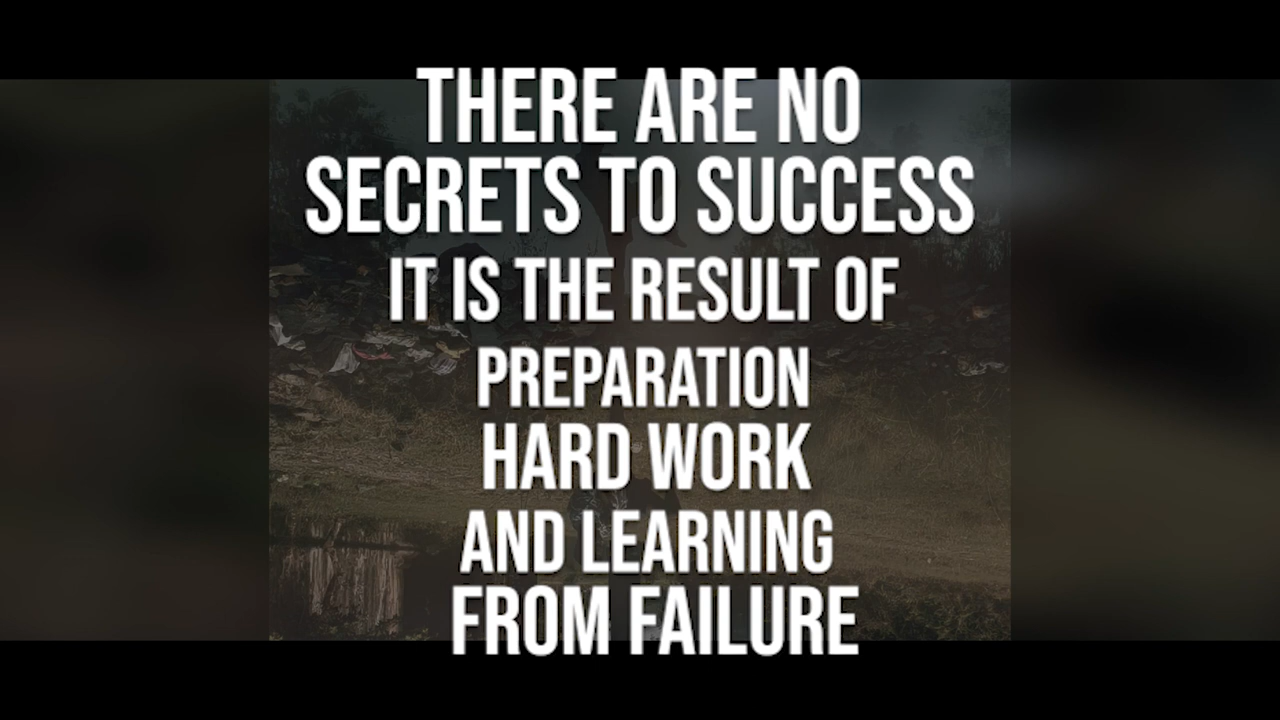 THERE ARE NO
SECRETS TO SUCCESS
IT IS THE RESULT OF
PREPARATION
HARD WORK
AND LEARNING
FROM FAILURE